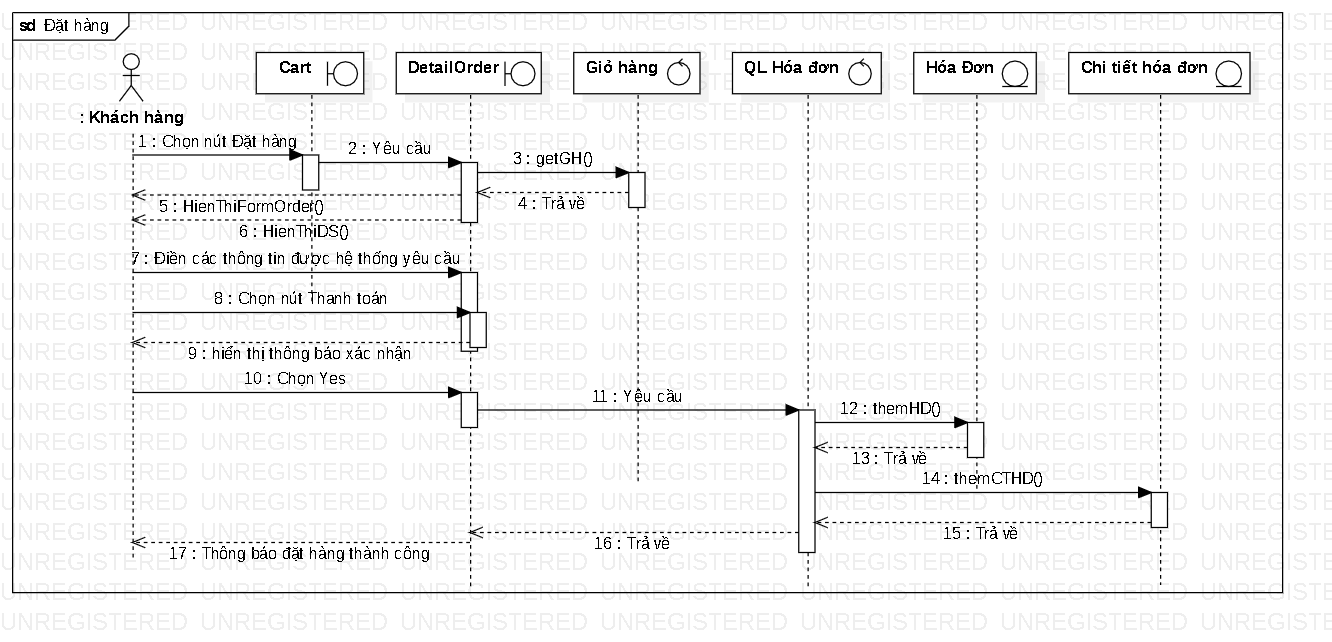 sd Đặt hàng
Cart
DetailOrder
Giỏ hàng
QL Hóa đơn
Hóa Đơn
Chi tiết hóa đơn
: Khách hàng
1 : Chọn nút Đặt hàng
2 : Yêu cầu
3 : getGH()
4 : Trả về
5 : HienThiFormOrder()
6 : HienThiDS()
7 : Điền các thông tin được hệ thống yêu cầu
8 : Chọn nút Thanh toán
9 : hiển thị thông báo xác nhận
10 : Chọn Yes
11 : Yêu cầu
12 : themHD()
13 : Trả về
14 : themCTHD()
15 : Trả về
16 : Trả về
17 : Thông báo đặt hàng thành công
UNREGISTERED